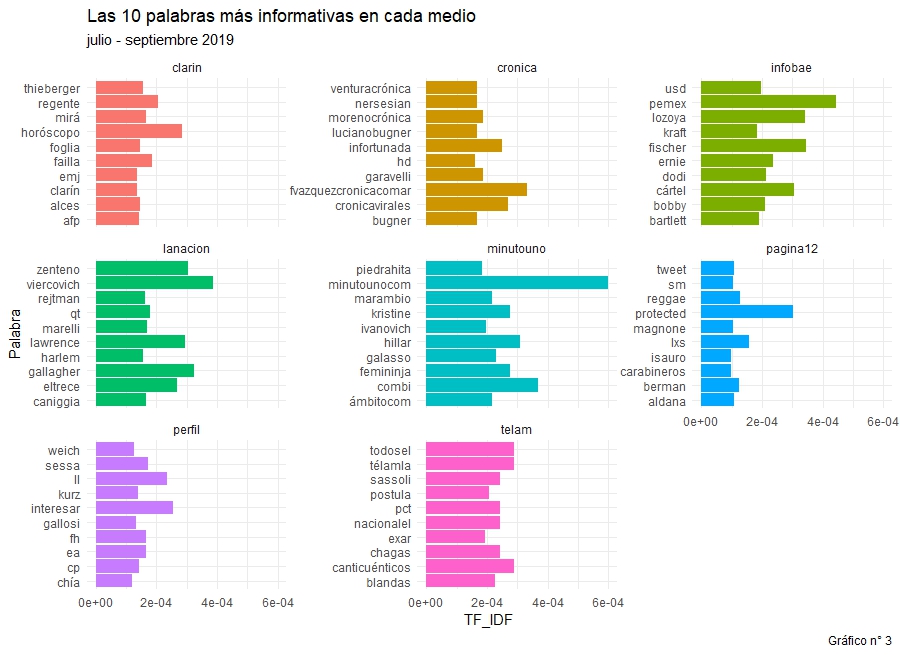 Las 10 palabras más informativas en cada medio
julio - septiembre 2019
clarin
thieberger
regente
mirá
horóscopo
foglia
failla
emj
clarín
alces
afp
cronica
venturacrónica
nersesian
morenocrónica
lucianobugner
infortunada
hd
garavelli
fvazquezcronicacomar
cronicavirales
bugner
infobae
usd
pemex
lozoya
kraft
fischer
ernie
dodi
cártel
bobby
bartlett
lanacion
zenteno
viercovich
rejtman
qt
marelli
lawrence
harlem
gallagher
eltrece
caniggia
minutouno
piedrahita
minutounocom
marambio
kristine
ivanovich
hillar
galasso
femininja
combi
ámbitocom
pagina12
tweet
sm
reggae
protected
magnone
lxs
isauro
carabineros
berman
aldana
0e+00 2e-04 4e-04 6e-04
Palabra
perfil
weich
sessa
ll
kurz
interesar
gallosi
fh
ea
cp
chía
0e+00 2e-04 4e-04 6e-04
telam
todosel
télamla
sassoli
postula
pct
nacionalel
exar
chagas
canticuénticos
blandas
0e+00 2e-04 4e-04 6e-04
TF_IDF
Gráfico n° 3